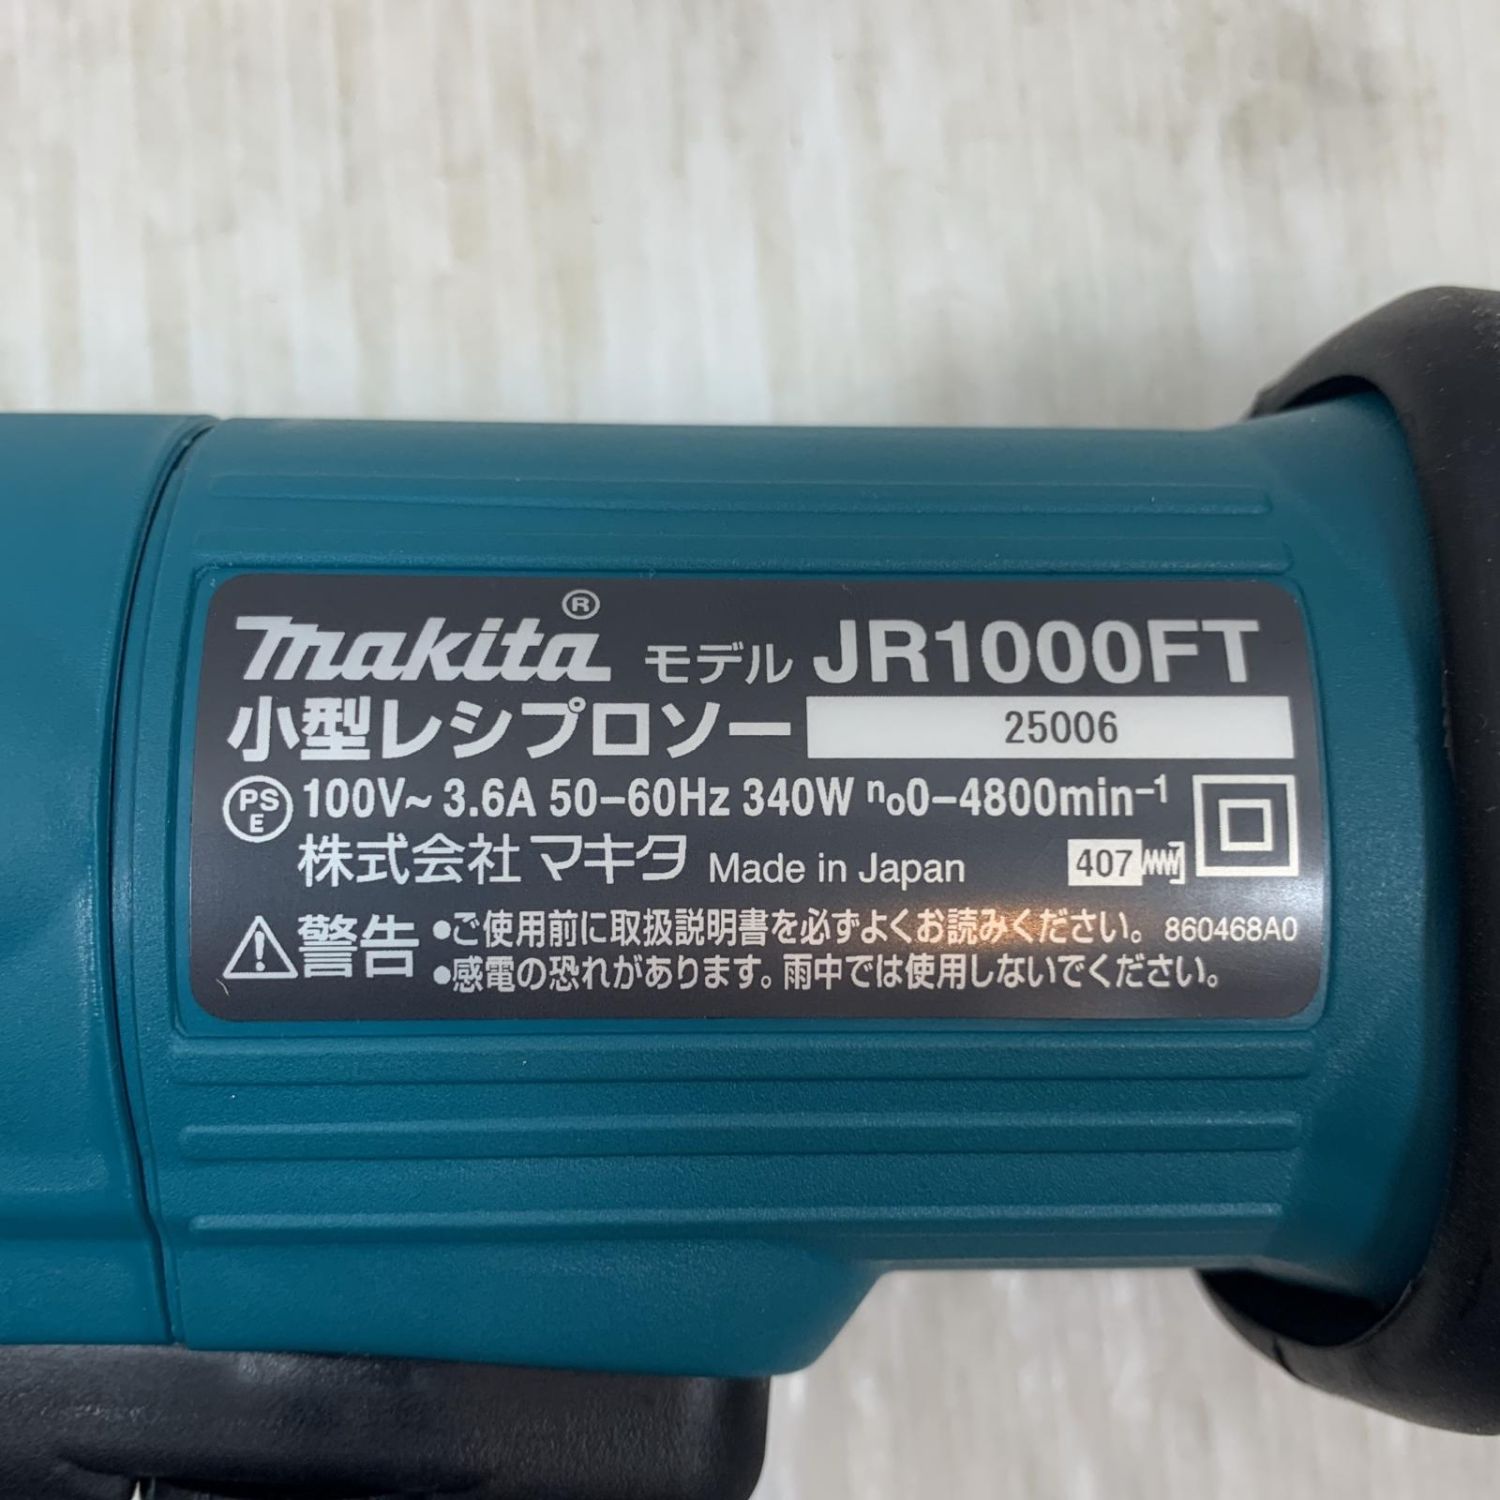 makita® モデル JR1000FT
小型レシプロソー 25006
PSE 100V~ 3.6A 50-60Hz 340W n₀0-4800min⁻¹
株式会社 マキタ Made in Japan 407
警告 •ご使用前に取扱説明書を必ずよくお読みください。 860468A0
•感電の恐れがあります。雨中では使用しないでください。